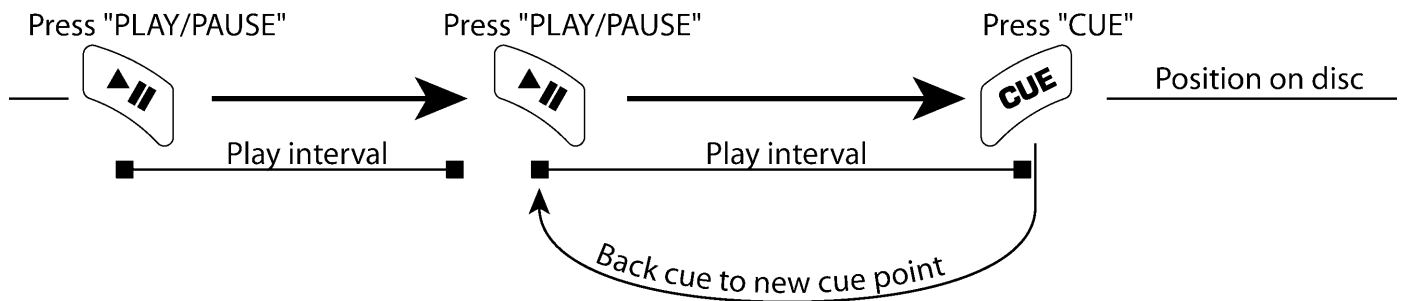 Press "PLAY/PAUSE"
Press "PLAY/PAUSE"
Press "CUE"
CUE
Position on disc
Play interval
Play interval
Back cue to new cue point